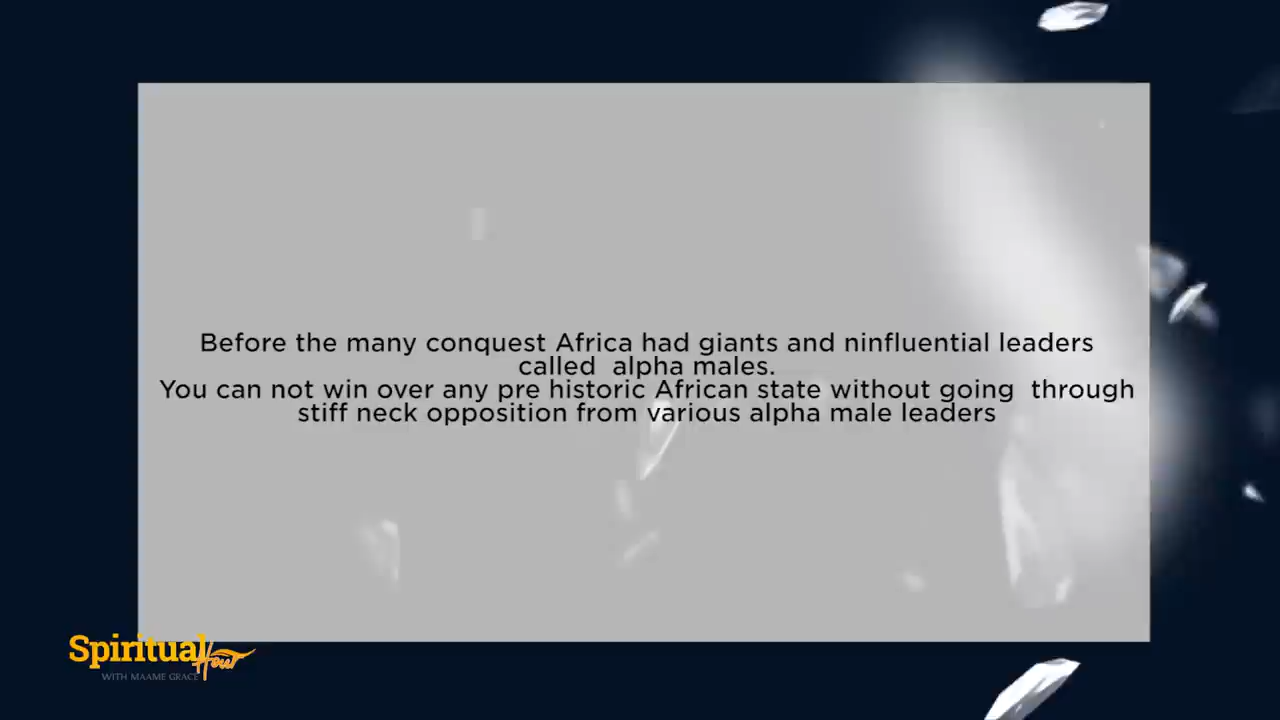 Before the many conquest Africa had giants and ninfluential leaders
called  alpha males.
You can not win over any pre historic African state without going  through
stiff neck opposition from various alpha male leaders
Spiritual Hour
WITH MAAME GRACE